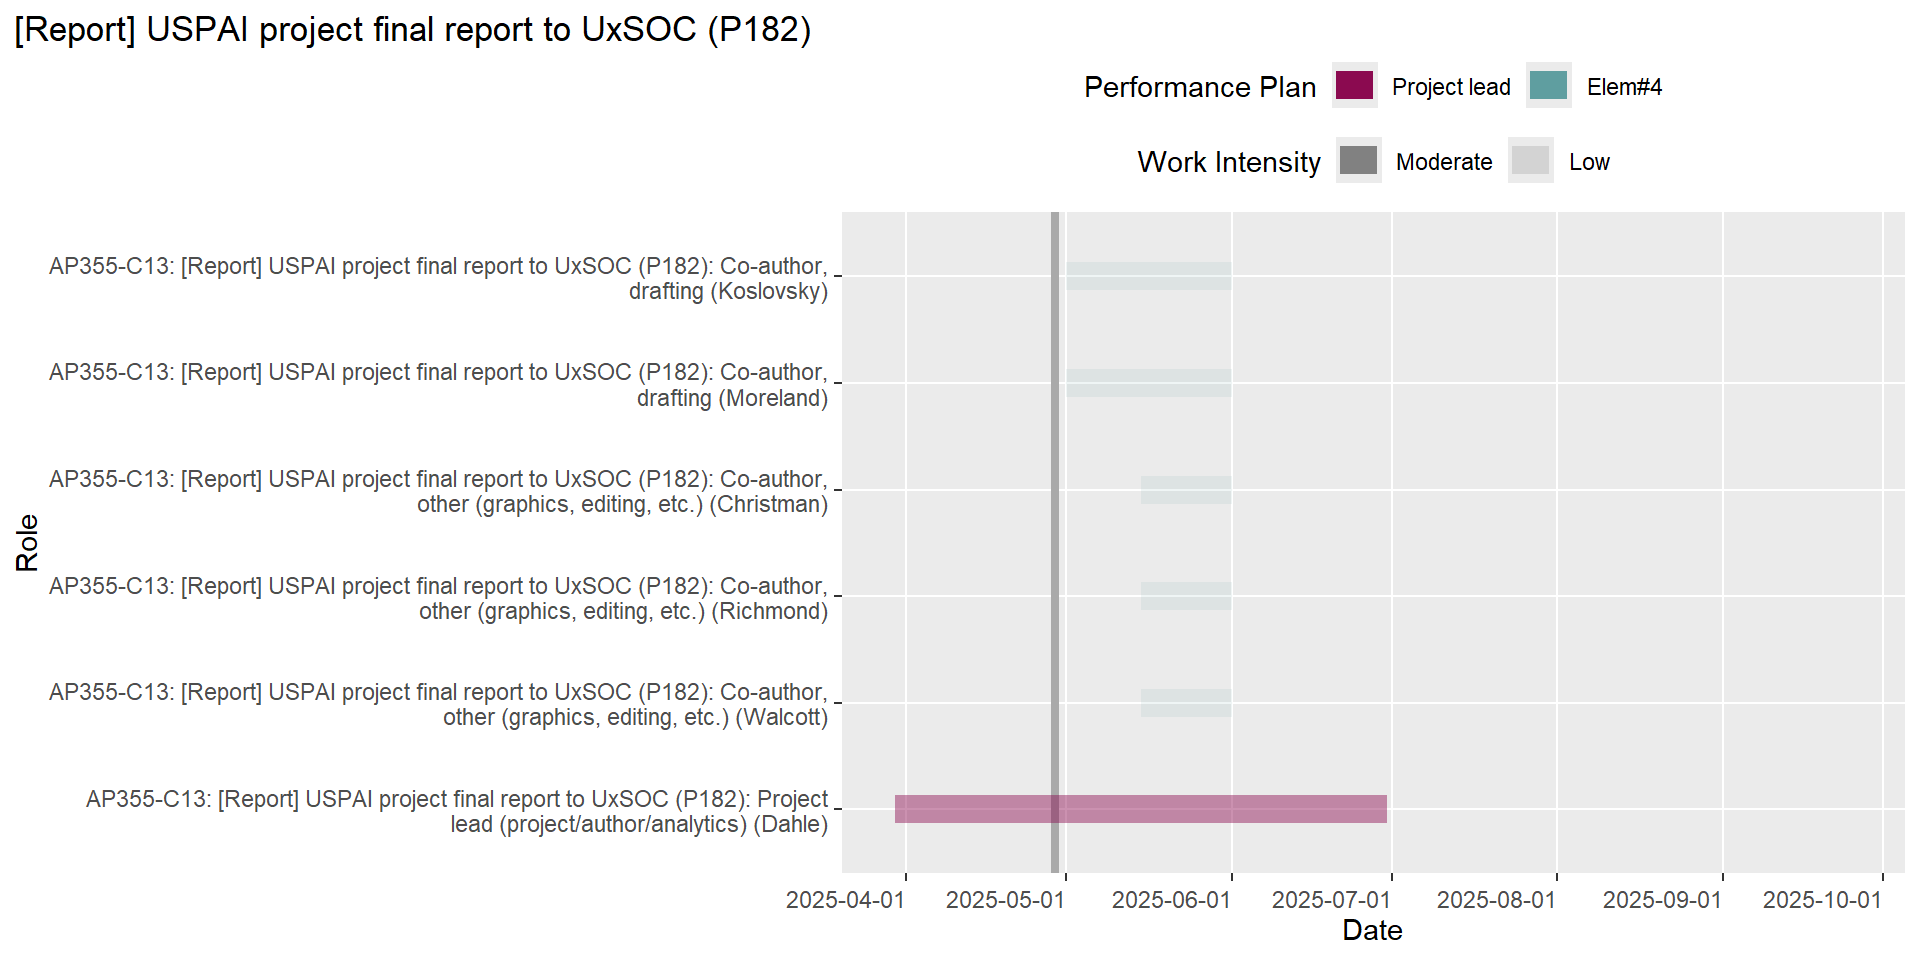 [Report] USPAI project final report to UxSOC (P182)
Performance Plan Project lead Elem#4
Work Intensity Moderate Low
AP355-C13: [Report] USPAI project final report to UxSOC (P182): Co-author,
drafting (Koslovsky)
AP355-C13: [Report] USPAI project final report to UxSOC (P182): Co-author,
drafting (Moreland)
AP355-C13: [Report] USPAI project final report to UxSOC (P182): Co-author,
other (graphics, editing, etc.) (Christman)
AP355-C13: [Report] USPAI project final report to UxSOC (P182): Co-author,
other (graphics, editing, etc.) (Richmond)
AP355-C13: [Report] USPAI project final report to UxSOC (P182): Co-author,
other (graphics, editing, etc.) (Walcott)
AP355-C13: [Report] USPAI project final report to UxSOC (P182): Project
lead (project/author/analytics) (Dahle)
Role
2025-04-01 2025-05-01 2025-06-01 2025-07-01 2025-08-01 2025-09-01 2025-10-01
Date